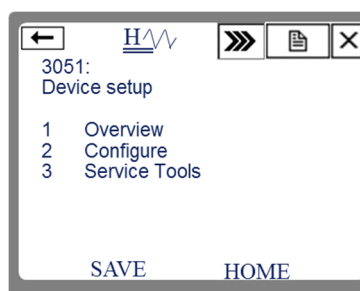 H
3051:
Device setup
1 Overview
2 Configure
3 Service Tools
SAVE HOME